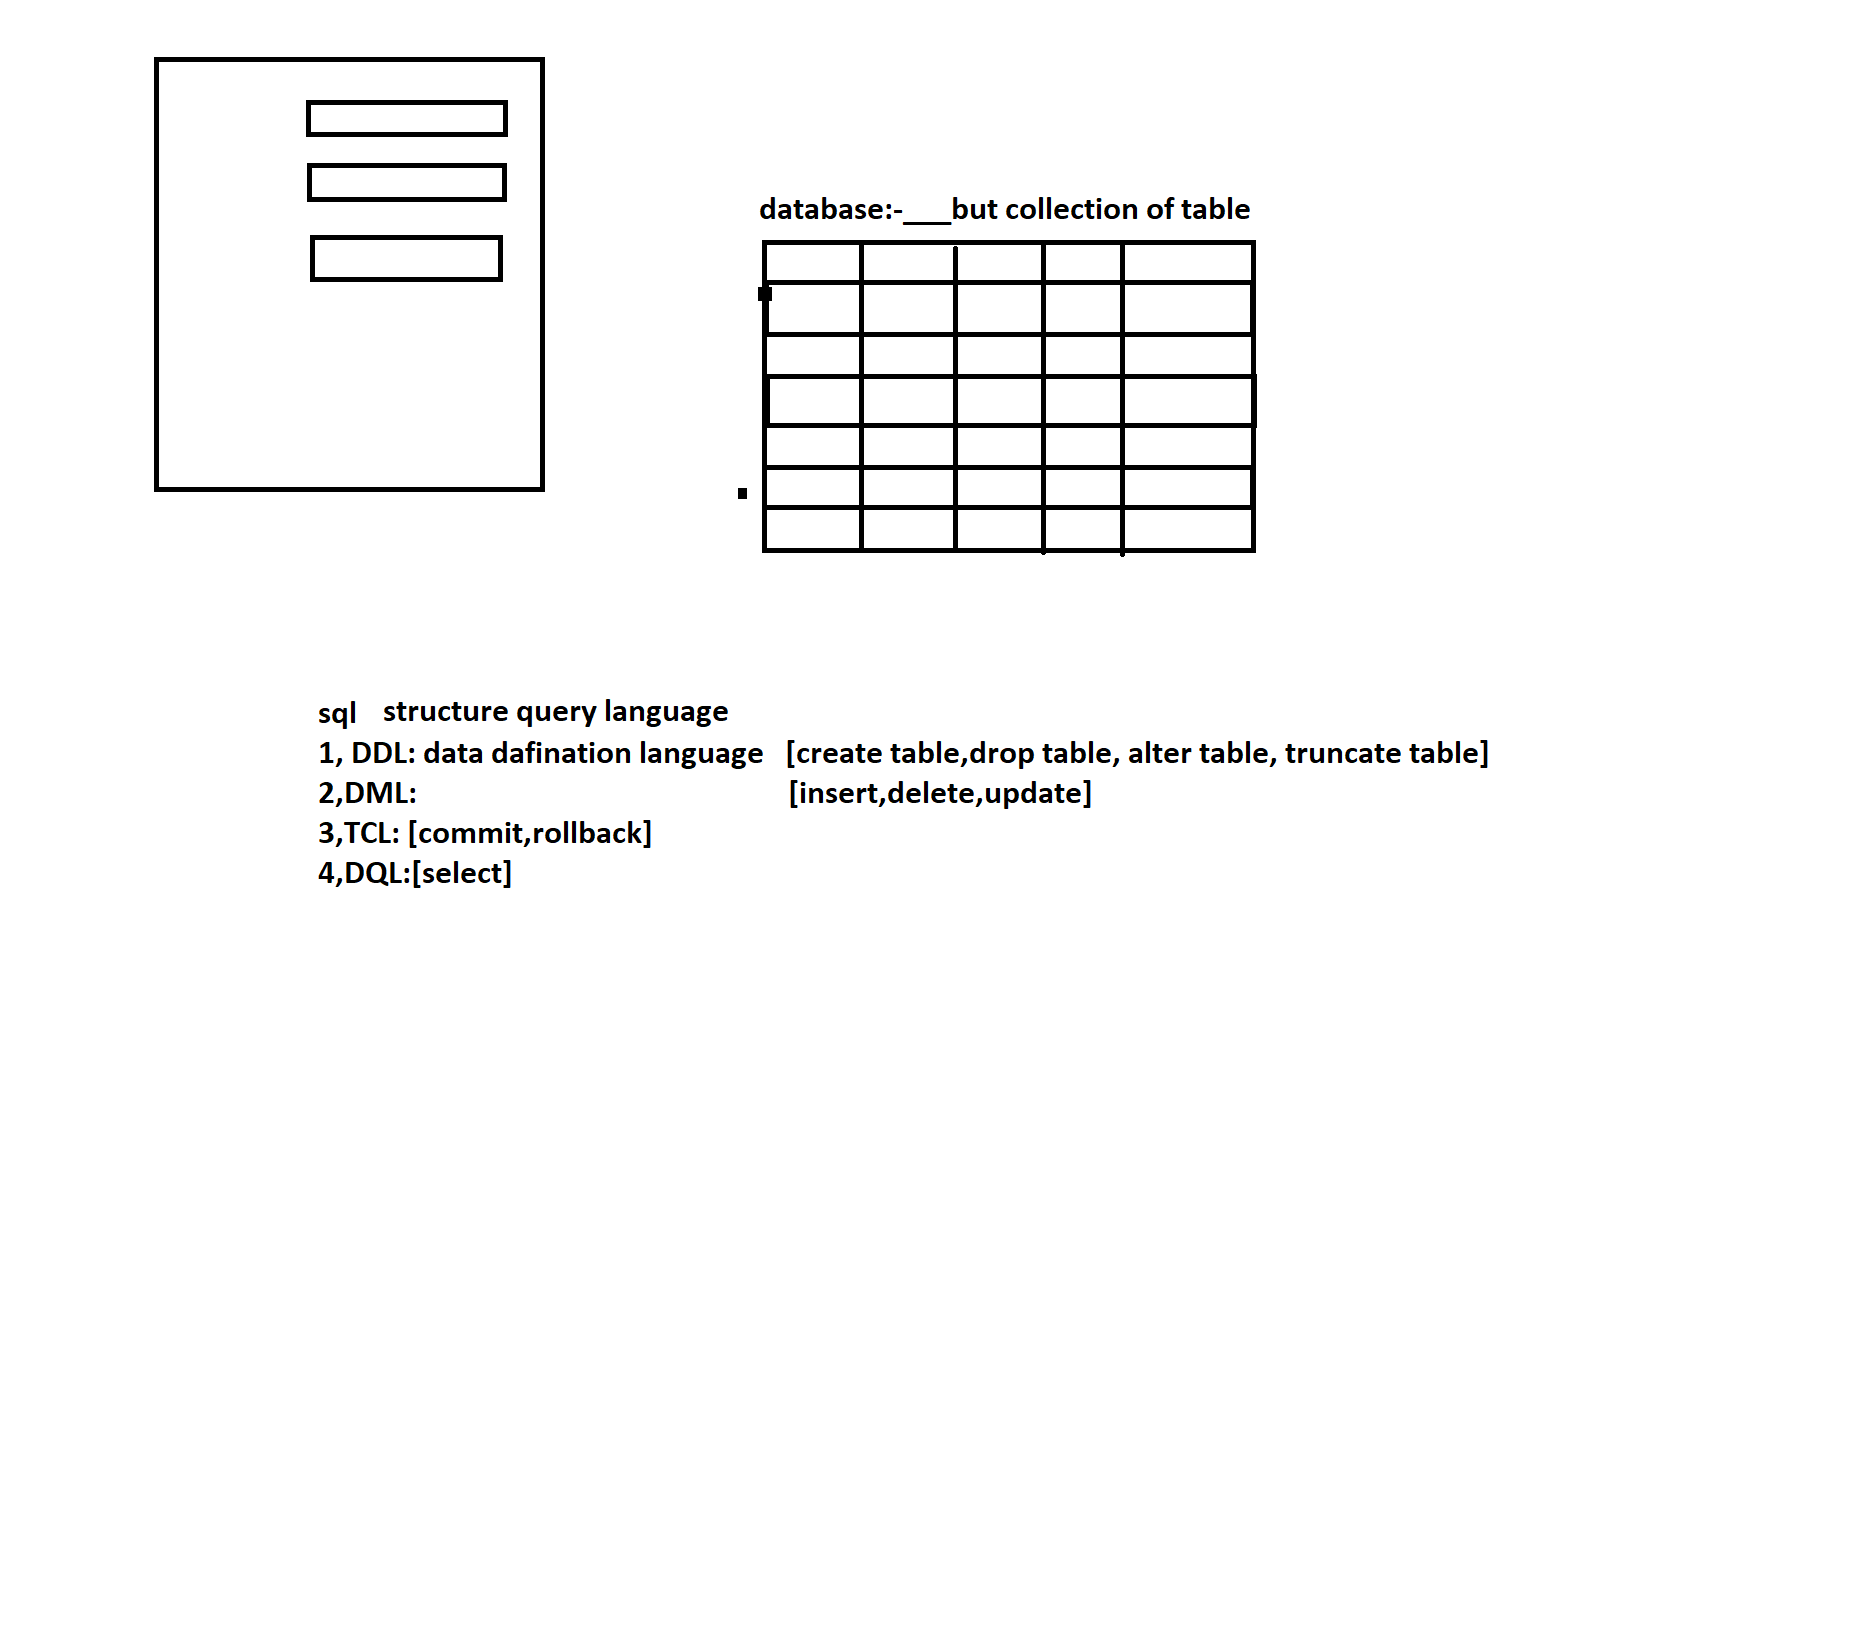 database:-___but collection of table
sql structure query language
1, DDL: data dafination language [create table,drop table, alter table, truncate table]
2,DML: [insert,delete,update]
3,TCL: [commit,rollback]
4,DQL:[select]